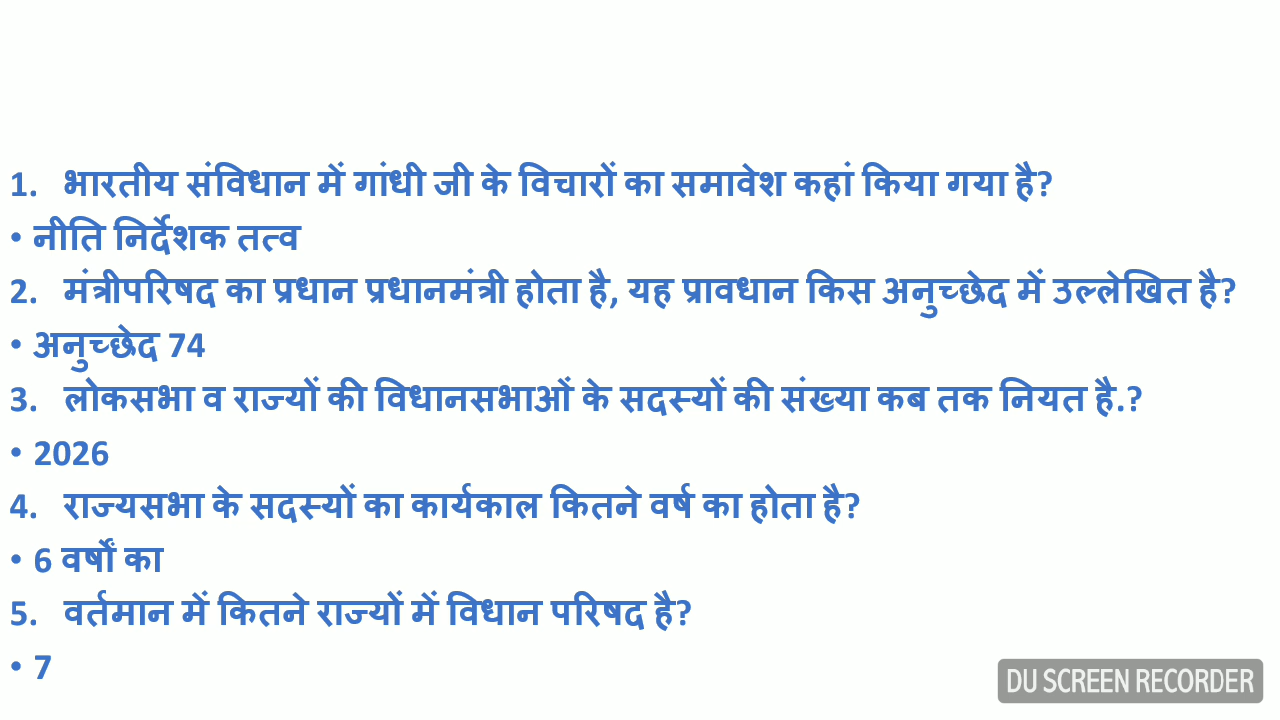 1. भारतीय संविधान में गांधी जी के विचारों का समावेश कहां किया गया है?
• नीति निर्देशक तत्व
2. मंत्रीपरिषद का प्रधान प्रधानमंत्री होता है, यह प्रावधान किस अनुच्छेद में उल्लेखित है?
• अनुच्छेद 74
3. लोकसभा व राज्यों की विधानसभाओं के सदस्यों की संख्या कब तक नियत है.?
• 2026
4. राज्यसभा के सदस्यों का कार्यकाल कितने वर्ष का होता है?
• 6 वर्षों का
5. वर्तमान में कितने राज्यों में विधान परिषद है?
• 7
DU SCREEN RECORDER